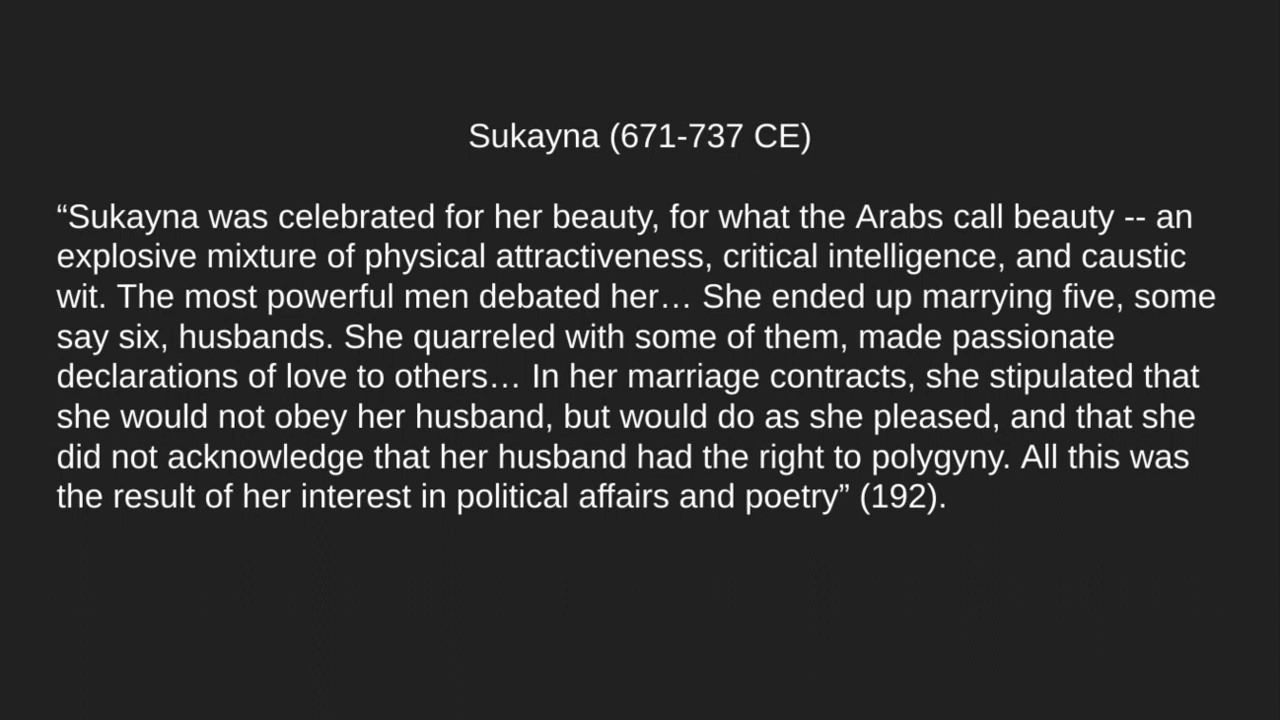 Sukayna (671-737 CE)
“Sukayna was celebrated for her beauty, for what the Arabs call beauty -- an
explosive mixture of physical attractiveness, critical intelligence, and caustic
wit. The most powerful men debated her… She ended up marrying five, some
say six, husbands. She quarreled with some of them, made passionate
declarations of love to others… In her marriage contracts, she stipulated that
she would not obey her husband, but would do as she pleased, and that she
did not acknowledge that her husband had the right to polygyny. All this was
the result of her interest in political affairs and poetry” (192).